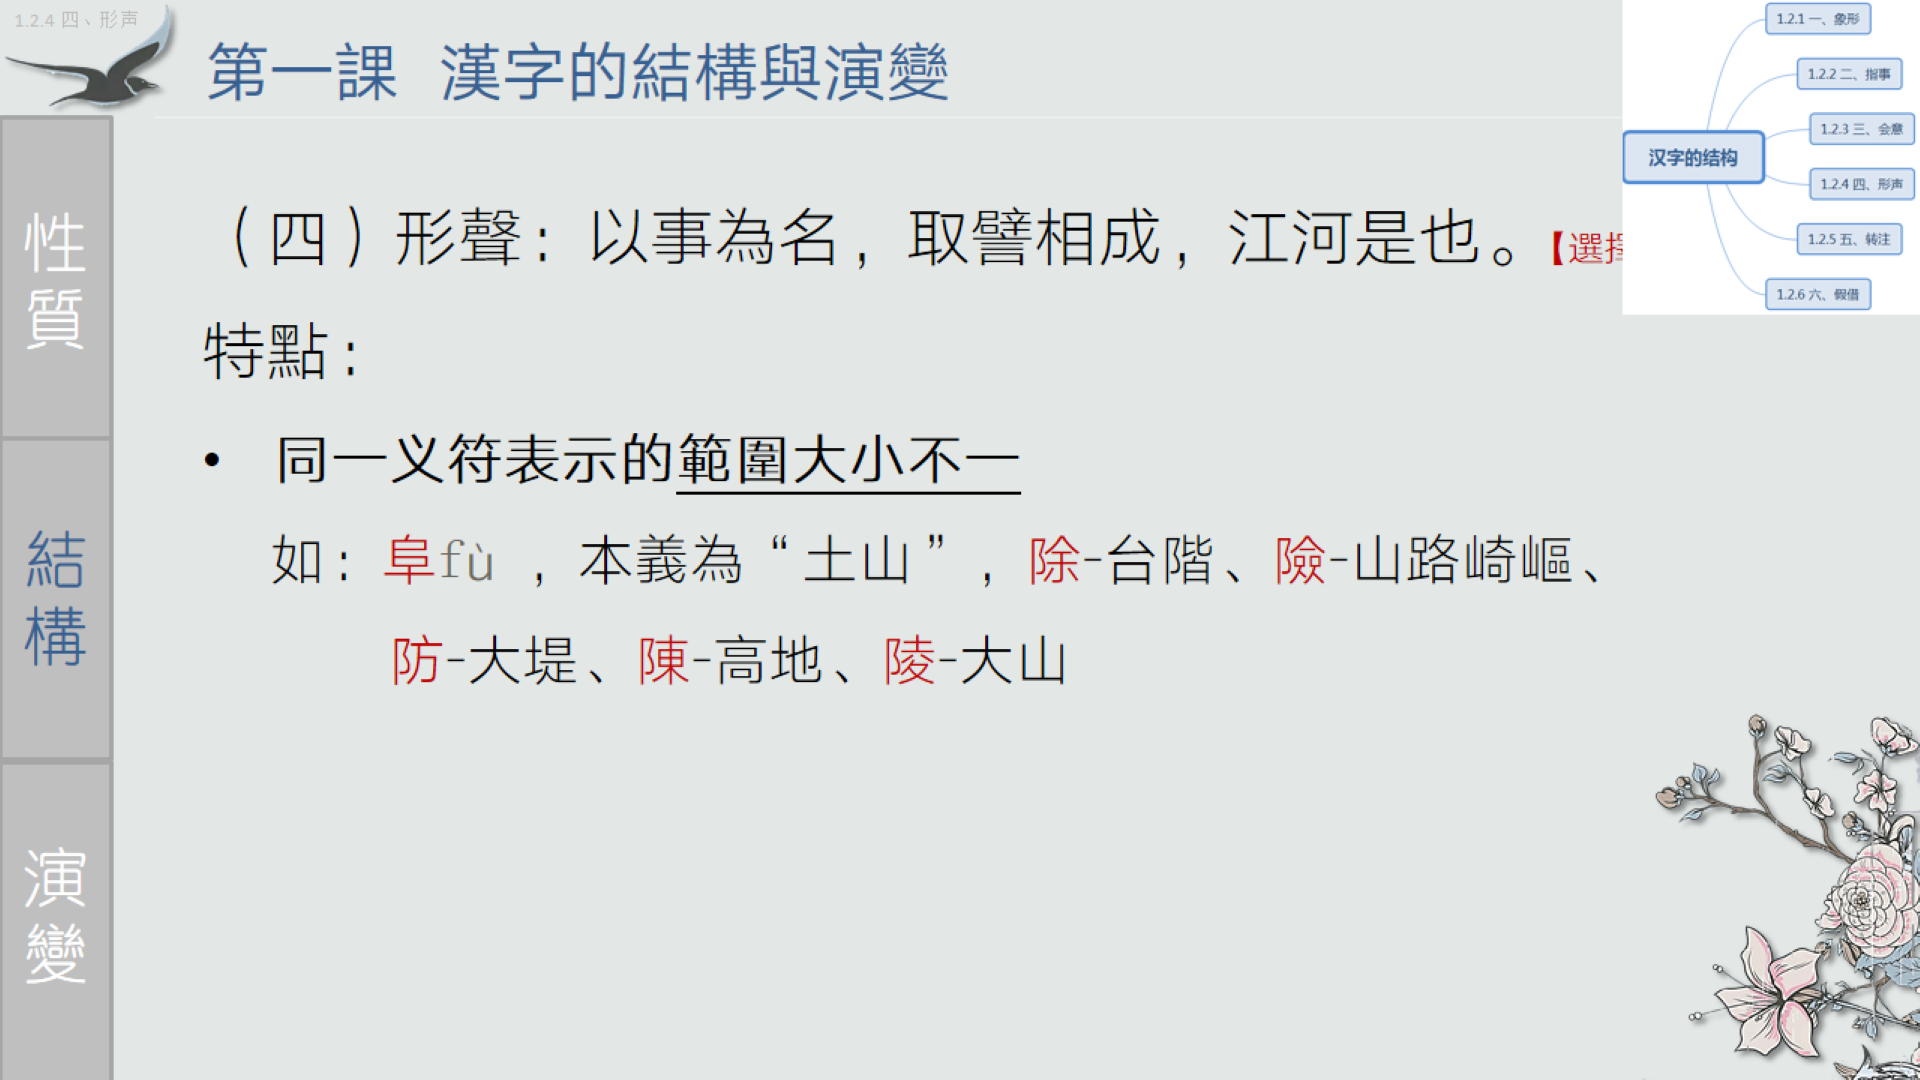 1.2.4 四、形声
第一課 漢字的結構與演變
性質
結構
演變
（四）形聲：以事為名，取譬相成，江河是也。【選擇
特點：
• 同一义符表示的範圍大小不一
如：阜fù ，本義為“土山”，除-台階、險-山路崎嶇、
防-大堤、陳-高地、陵-大山
汉字的结构
1.2.1 一、象形
1.2.2 二、指事
1.2.3 三、会意
1.2.4 四、形声
1.2.5 五、转注
1.2.6 六、假借